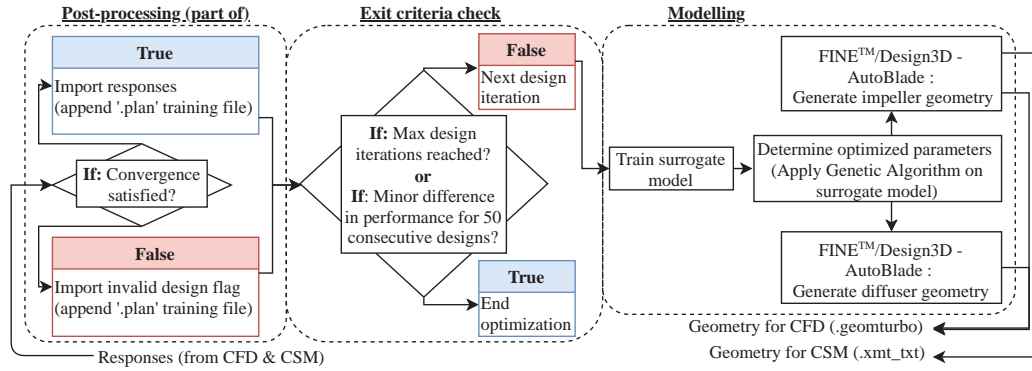 Post-processing (part of)
True
Import responses
(append '.plan' training file)
If: Convergence
satisfied?
False
Import invalid design flag
(append '.plan' training file)
Responses (from CFD & CSM)
Exit criteria check
False
Next design
iteration
If: Max design
iterations reached?
or
If: Minor difference
in performance for 50
consecutive designs?
True
End
optimization
Modelling
Train surrogate
model
FINE™/Design3D -
AutoBlade :
Generate impeller geometry
Determine optimized parameters
(Apply Genetic Algorithm on
surrogate model)
FINE™/Design3D -
AutoBlade :
Generate diffuser geometry
Geometry for CFD (.geomturbo)
Geometry for CSM (.xmt_txt)